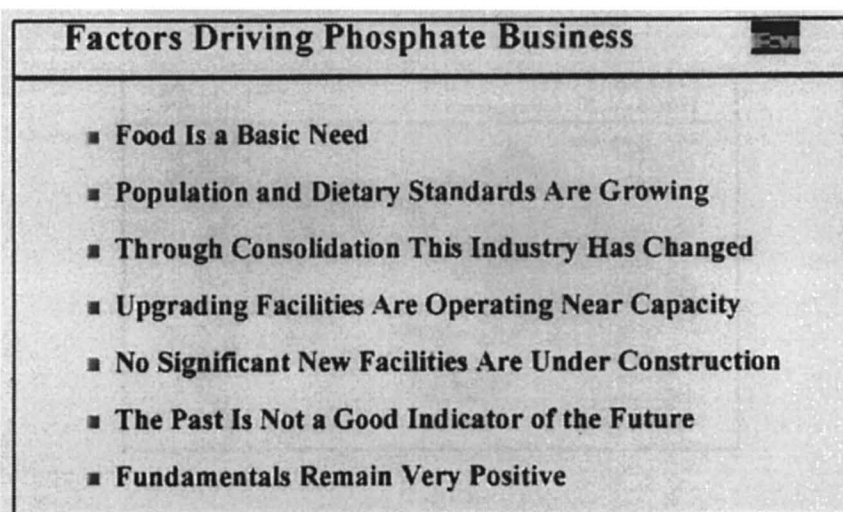 Factors Driving Phosphate Business
Food Is a Basic Need
Population and Dietary Standards Are Growing
Through Consolidation This Industry Has Changed
Upgrading Facilities Are Operating Near Capacity
No Significant New Facilities Are Under Construction
The Past Is Not a Good Indicator of the Future
Fundamentals Remain Very Positive